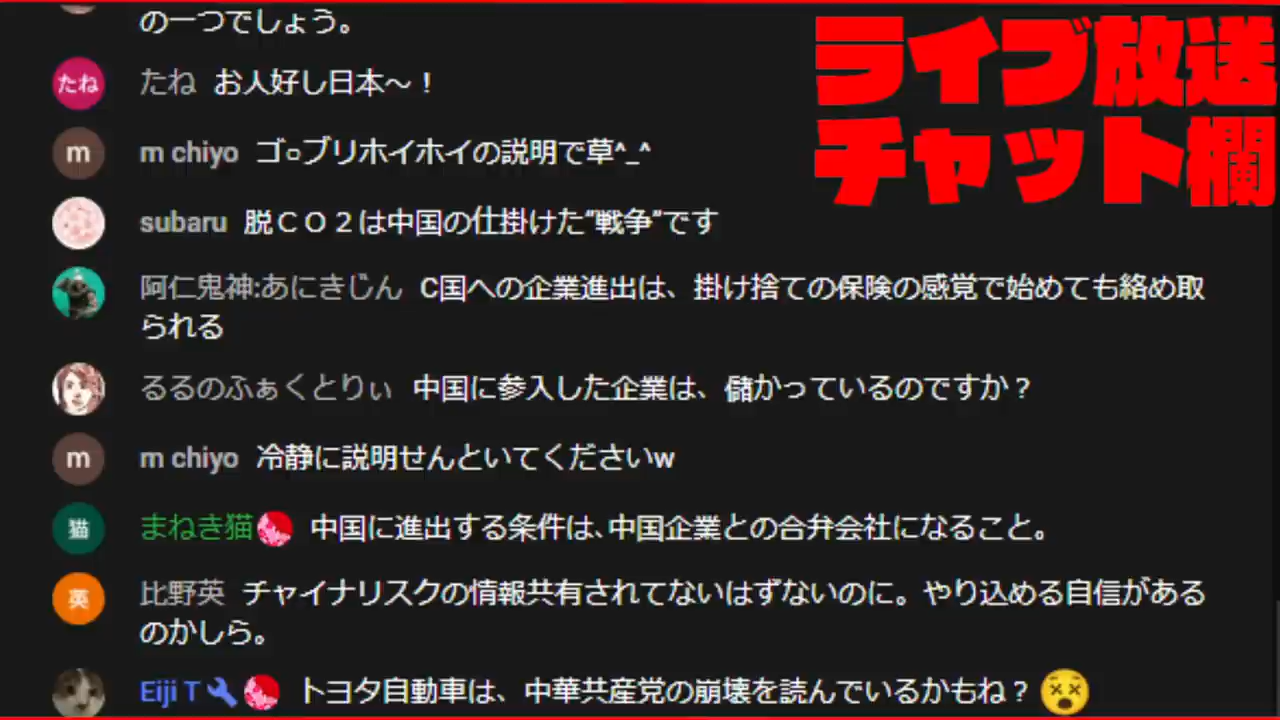 の一つでしょう。
ライブ放送
チャット欄
たね たね お人好し日本～！
m m chiyo ゴ○ブリホイホイの説明で草^_^
subaru 脱ＣＯ２は中国の仕掛けた“戦争”です
阿仁鬼神:あにきじん C国への企業進出は、掛け捨ての保険の感覚で始めても絡め取
られる
るるのふぁくとりぃ 中国に参入した企業は、儲かっているのですか？
m m chiyo 冷静に説明せんといてくださいw
猫 まねき猫 中国に進出する条件は、中国企業との合弁会社になること。
英 比野英 チャイナリスクの情報共有されてないはずないのに。やり込める自信がある
のかしら。
Eiji T トヨタ自動車は、中華共産党の崩壊を読んでいるかもね？